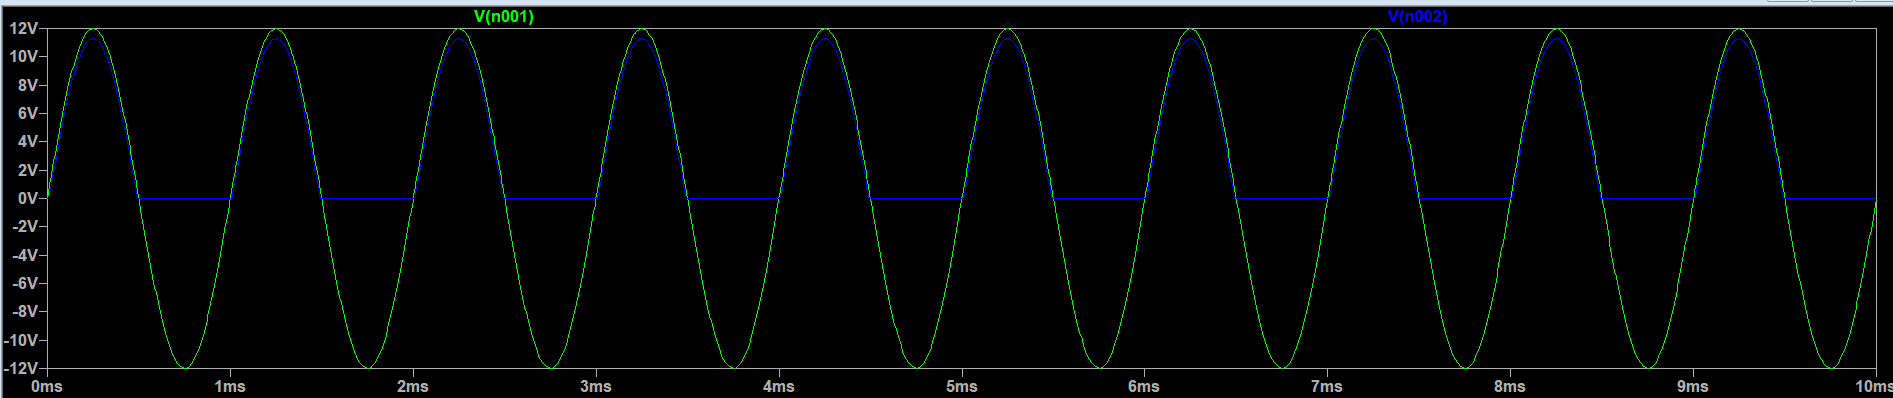 V(n001) V(n002)
12V
10V
8V
6V
4V
2V
0V
-2V
-4V
-6V
-8V
-10V
-12V
0ms 1ms 2ms 3ms 4ms 5ms 6ms 7ms 8ms 9ms 10ms